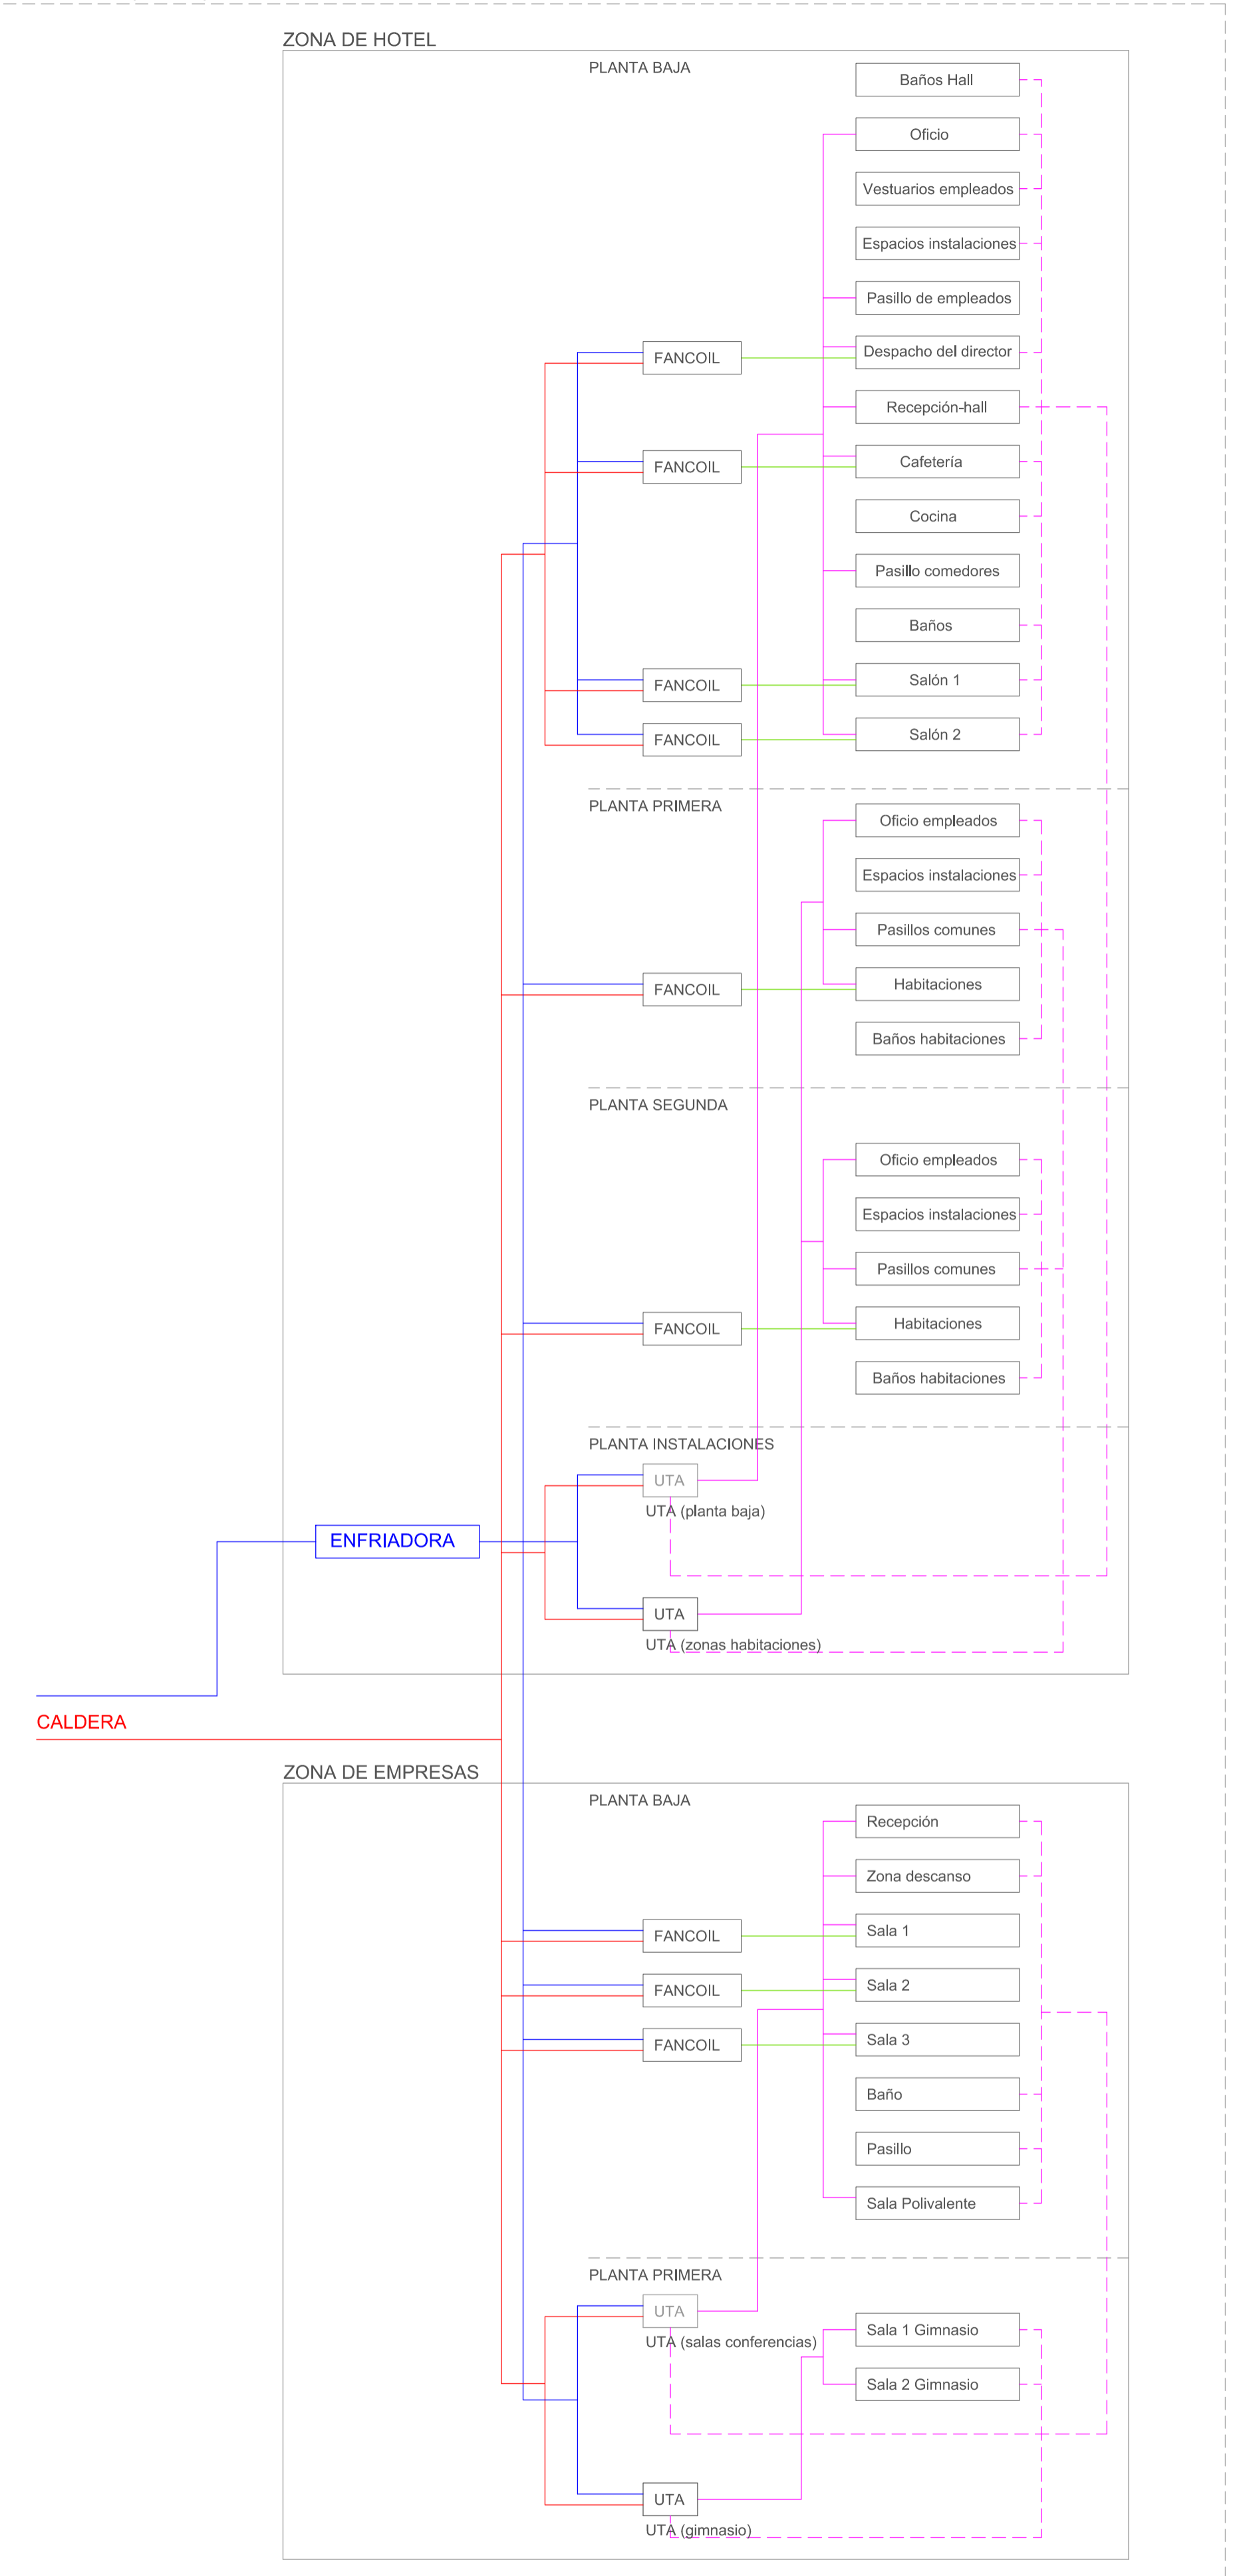 ZONA DE HOTEL
PLANTA BAJA
Baños Hall
Oficio
Vestuarios empleados
Espacios instalaciones
Pasillo de empleados
Despacho del director
FANCOIL
Recepción-hall
Cafetería
FANCOIL
Cocina
Pasillo comedores
Baños
Salón 1
FANCOIL
Salón 2
FANCOIL
PLANTA PRIMERA
Oficio empleados
Espacios instalaciones
Pasillos comunes
Habitaciones
FANCOIL
Baños habitaciones
PLANTA SEGUNDA
Oficio empleados
Espacios instalaciones
Pasillos comunes
Habitaciones
FANCOIL
Baños habitaciones
PLANTA INSTALACIONES
UTA
UTA (planta baja)
ENFRIADORA
UTA
UTA (zonas habitaciones)
CALDERA
ZONA DE EMPRESAS
PLANTA BAJA
Recepción
Zona descanso
Sala 1
FANCOIL
Sala 2
FANCOIL
Sala 3
FANCOIL
Baño
Pasillo
Sala Polivalente
PLANTA PRIMERA
UTA
UTA (salas conferencias)
Sala 1 Gimnasio
Sala 2 Gimnasio
UTA
UTA (gimnasio)